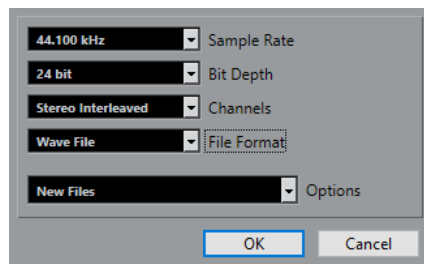 44.100 kHz Sample Rate
24 bit Bit Depth
Stereo Interleaved Channels
Wave File File Format
New Files Options
OK Cancel